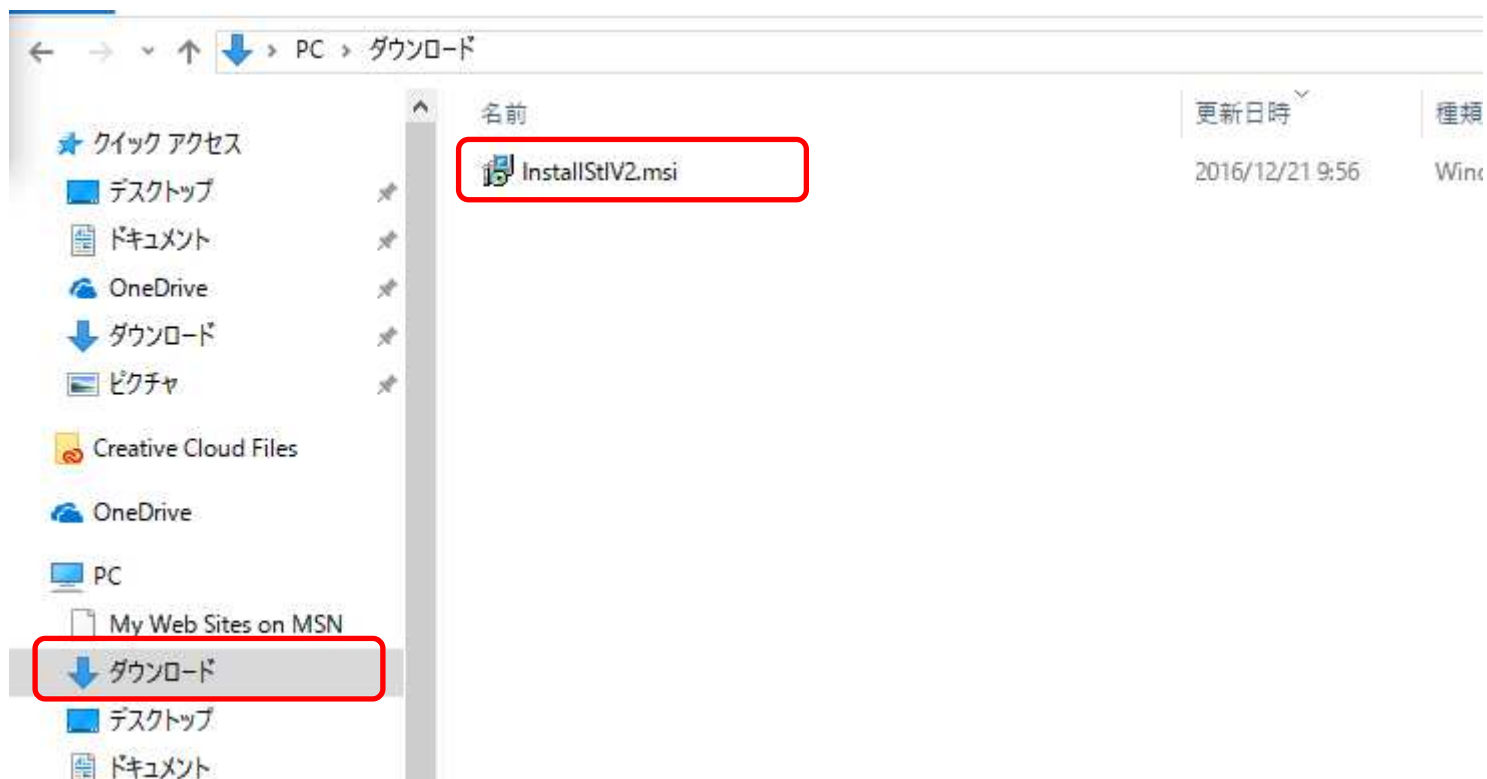 PC › ダウンロード
名前 更新日時 種類
クイック アクセス
デスクトップ
ドキュメント
OneDrive
ダウンロード
ピクチャ
Creative Cloud Files
OneDrive
PC
My Web Sites on MSN
ダウンロード
デスクトップ
ドキュメント
InstallStlV2.msi 2016/12/21 9:56 Wind